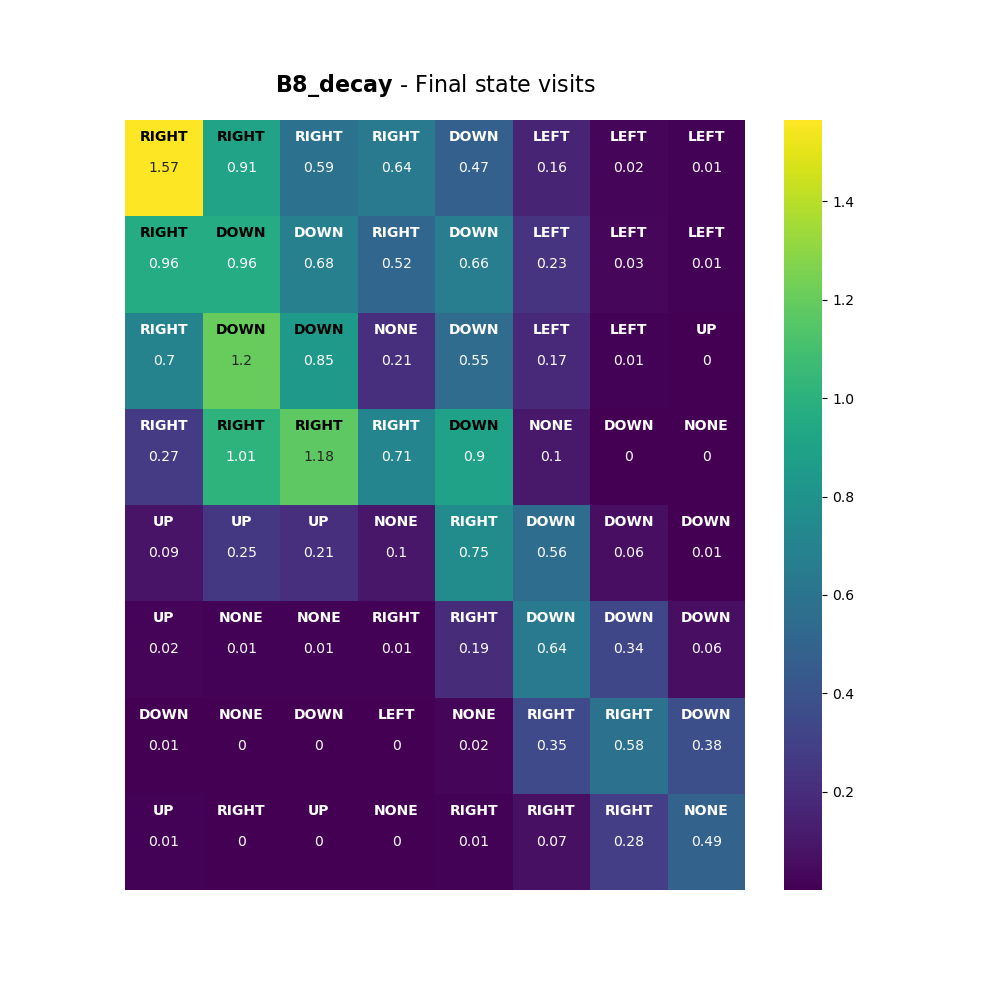 B8_decay - Final state visits
RIGHT RIGHT RIGHT RIGHT DOWN LEFT LEFT LEFT
1.57 0.91 0.59 0.64 0.47 0.16 0.02 0.01
RIGHT DOWN DOWN RIGHT DOWN LEFT LEFT LEFT
0.96 0.96 0.68 0.52 0.66 0.23 0.03 0.01
RIGHT DOWN DOWN NONE DOWN LEFT LEFT UP
0.7 1.2 0.85 0.21 0.55 0.17 0.01 0
RIGHT RIGHT RIGHT RIGHT DOWN NONE DOWN NONE
0.27 1.01 1.18 0.71 0.9 0.1 0 0
UP UP UP NONE RIGHT DOWN DOWN DOWN
0.09 0.25 0.21 0.1 0.75 0.56 0.06 0.01
UP NONE NONE RIGHT RIGHT DOWN DOWN DOWN
0.02 0.01 0.01 0.01 0.19 0.64 0.34 0.06
DOWN NONE DOWN LEFT NONE RIGHT RIGHT DOWN
0.01 0 0 0 0.02 0.35 0.58 0.38
UP RIGHT UP NONE RIGHT RIGHT RIGHT NONE
0.01 0 0 0 0.01 0.07 0.28 0.49
1.4
1.2
1.0
0.8
0.6
0.4
0.2